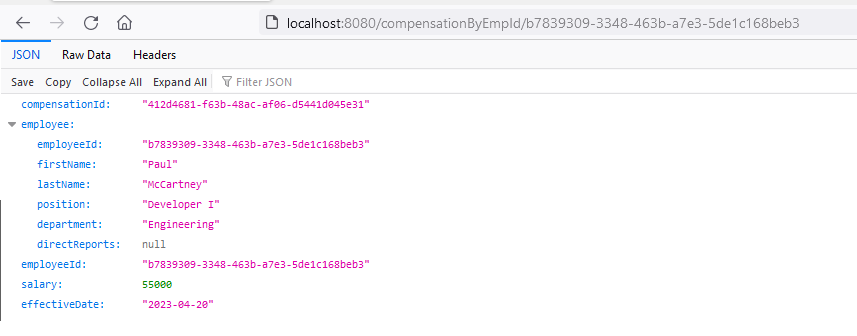 localhost:8080/compensationByEmpId/b7839309-3348-463b-a7e3-5de1c168beb3
JSON Raw Data Headers
Save Copy Collapse All Expand All Filter JSON
compensationId: "412d4681-f63b-48ac-af06-d5441d045e31"
employee:
employeeId: "b7839309-3348-463b-a7e3-5de1c168beb3"
firstName: "Paul"
lastName: "McCartney"
position: "Developer I"
department: "Engineering"
directReports: null
employeeId: "b7839309-3348-463b-a7e3-5de1c168beb3"
salary: 55000
effectiveDate: "2023-04-20"